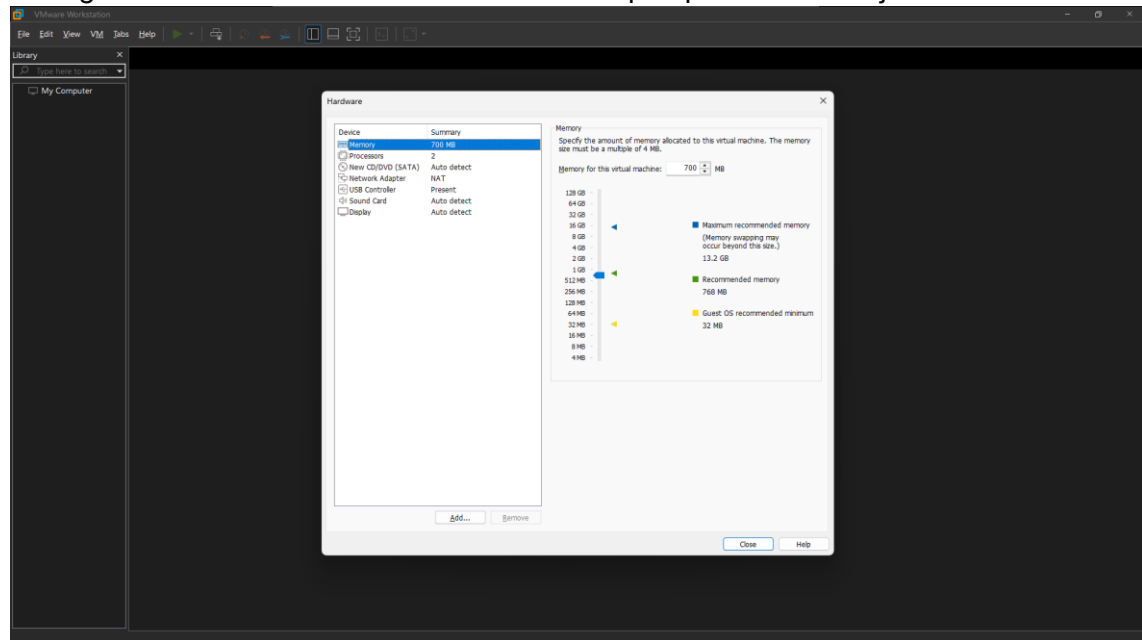 VMware Workstation
File Edit View VM Tabs Help
Library
Type here to search
My Computer
Hardware
Device Summary
Memory 700 MB
Processors 2
New CD/DVD (SATA) Auto detect
Network Adapter NAT
USB Controller Present
Sound Card Auto detect
Display Auto detect
Add... Remove
Memory
Specify the amount of memory allocated to this virtual machine. The memory
size must be a multiple of 4 MB.
Memory for this virtual machine: 700 MB
128 GB
64 GB
32 GB
16 GB
8 GB
4 GB
2 GB
1 GB
512 MB
256 MB
128 MB
64 MB
32 MB
16 MB
8 MB
4 MB
Maximum recommended memory
(Memory swapping may
occur beyond this size.)
13.2 GB
Recommended memory
768 MB
Guest OS recommended minimum
32 MB
Close Help